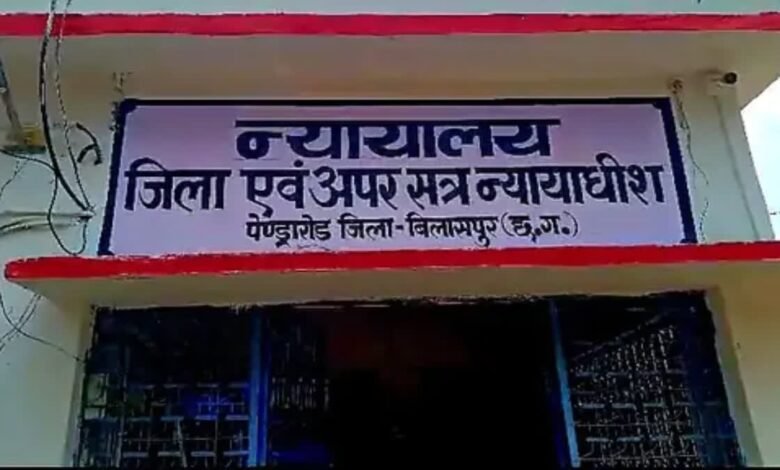 न्यायालय
जिला एवं अपर सत्र न्यायाधीश
पेण्ड्रारोड जिला-बिलासपुर (छ.ग.)